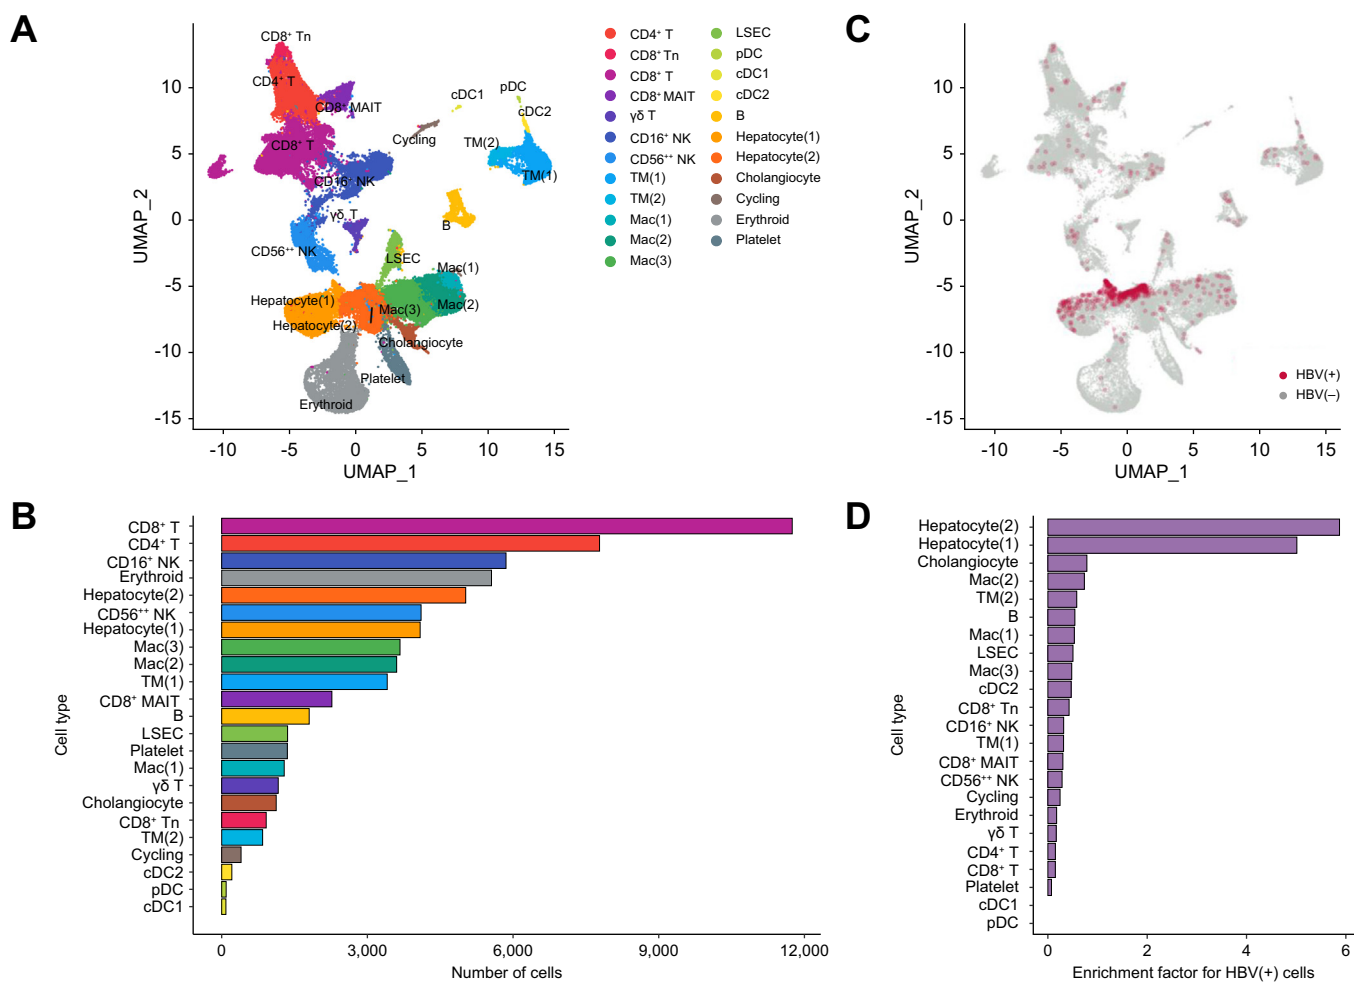 A
CD8⁺ Tn
CD4⁺ T
CD8⁺ MAIT
CD8⁺ T
CD16⁺ NK
γδ T
CD56⁺⁺ NK
Cycling
cDC1
pDC
cDC2
TM(2)
TM(1)
B
LSEC
Mac(1)
Mac(2)
Mac(3)
Hepatocyte(1)
Hepatocyte(2)
Cholangiocyte
Platelet
Erythroid
10
5
0
-5
-10
-15
UMAP_2
-10 -5 0 5 10 15
UMAP_1
CD4⁺ T
CD8⁺ Tn
CD8⁺ T
CD8⁺ MAIT
γδ T
CD16⁺ NK
CD56⁺⁺ NK
TM(1)
TM(2)
Mac(1)
Mac(2)
Mac(3)
LSEC
pDC
cDC1
cDC2
B
Hepatocyte(1)
Hepatocyte(2)
Cholangiocyte
Cycling
Erythroid
Platelet
C
10
5
0
-5
-10
-15
UMAP_2
HBV(+)
HBV(–)
-10 -5 0 5 10 15
UMAP_1
B
Cell type
CD8⁺ T
CD4⁺ T
CD16⁺ NK
Erythroid
Hepatocyte(2)
CD56⁺⁺ NK
Hepatocyte(1)
Mac(3)
Mac(2)
TM(1)
CD8⁺ MAIT
B
LSEC
Platelet
Mac(1)
γδ T
Cholangiocyte
CD8⁺ Tn
TM(2)
Cycling
cDC2
pDC
cDC1
0 3,000 6,000 9,000 12,000
Number of cells
D
Cell type
Hepatocyte(2)
Hepatocyte(1)
Cholangiocyte
Mac(2)
TM(2)
B
Mac(1)
LSEC
Mac(3)
cDC2
CD8⁺ Tn
CD16⁺ NK
TM(1)
CD8⁺ MAIT
CD56⁺⁺ NK
Cycling
Erythroid
γδ T
CD4⁺ T
CD8⁺ T
Platelet
cDC1
pDC
0 2 4 6
Enrichment factor for HBV(+) cells